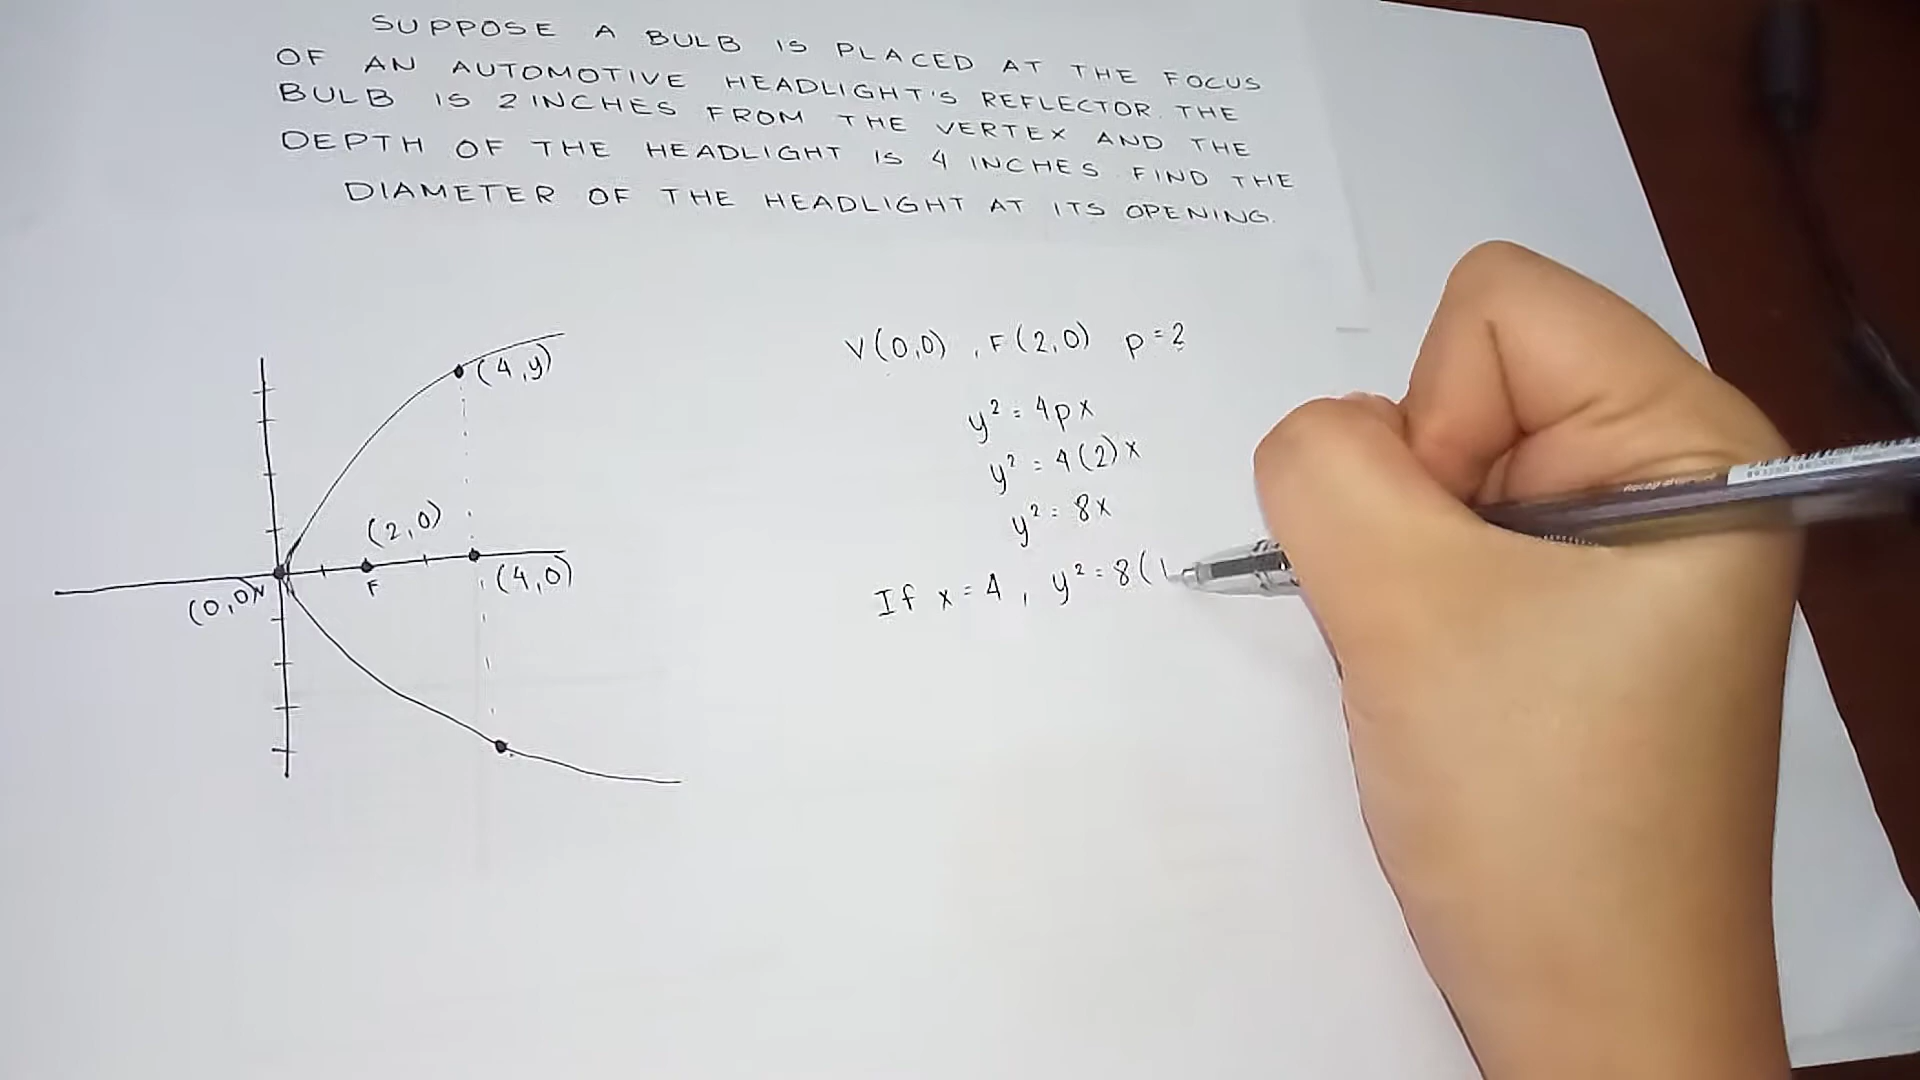 SUPPOSE A BULB IS PLACED AT THE FOCUS
OF AN AUTOMOTIVE HEADLIGHT'S REFLECTOR. THE
BULB IS 2 INCHES FROM THE VERTEX AND THE
DEPTH OF THE HEADLIGHT IS 4 INCHES. FIND THE
DIAMETER OF THE HEADLIGHT AT ITS OPENING.
(4,y)
(2,0)
F
(4,0)
(0,0)V
V(0,0), F(2,0) p=2
y² = 4px
y² = 4(2)x
y² = 8x
If x=4, y² = 8(